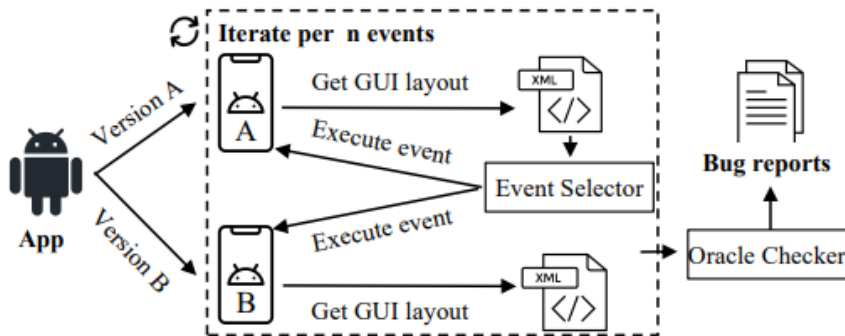 Iterate per n events
Version A
A
Get GUI layout
XML
</>
Execute event
Event Selector
Bug reports
App
Version B
B
Execute event
Get GUI layout
XML
</>
Oracle Checker